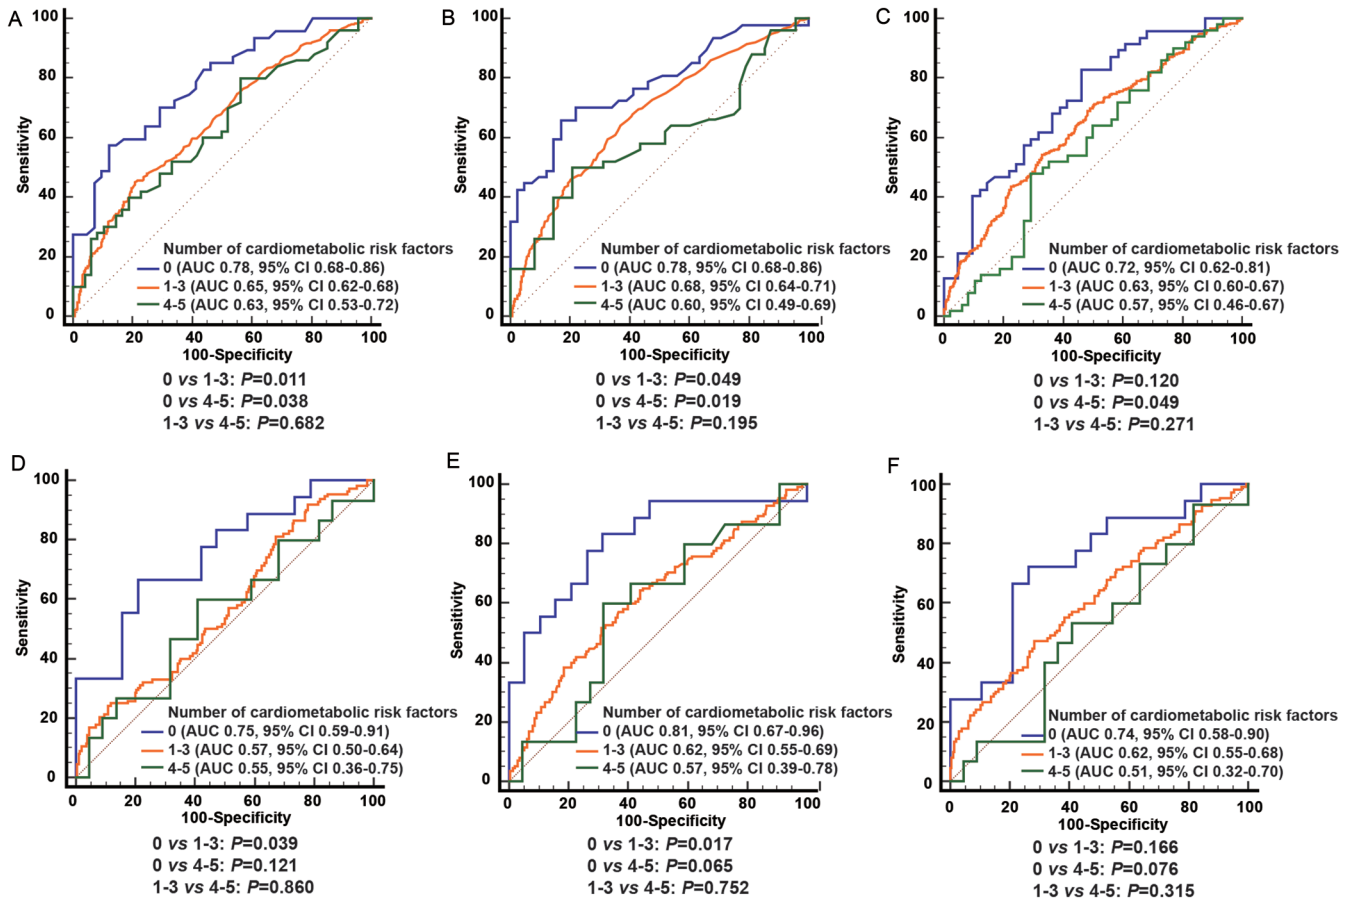 A
100
80
60
40
20
0
Sensitivity
Number of cardiometabolic risk factors
0 (AUC 0.78, 95% CI 0.68-0.86)
1-3 (AUC 0.65, 95% CI 0.62-0.68)
4-5 (AUC 0.63, 95% CI 0.53-0.72)
0 20 40 60 80 100
100-Specificity
0 vs 1-3: P=0.011
0 vs 4-5: P=0.038
1-3 vs 4-5: P=0.682
B
100
80
60
40
20
0
Sensitivity
Number of cardiometabolic risk factors
0 (AUC 0.78, 95% CI 0.68-0.86)
1-3 (AUC 0.68, 95% CI 0.64-0.71)
4-5 (AUC 0.60, 95% CI 0.49-0.69)
0 20 40 60 80 100
100-Specificity
0 vs 1-3: P=0.049
0 vs 4-5: P=0.019
1-3 vs 4-5: P=0.195
C
100
80
60
40
20
0
Sensitivity
Number of cardiometabolic risk factors
0 (AUC 0.72, 95% CI 0.62-0.81)
1-3 (AUC 0.63, 95% CI 0.60-0.67)
4-5 (AUC 0.57, 95% CI 0.46-0.67)
0 20 40 60 80 100
100-Specificity
0 vs 1-3: P=0.120
0 vs 4-5: P=0.049
1-3 vs 4-5: P=0.271
D
100
80
60
40
20
0
Sensitivity
Number of cardiometabolic risk factors
0 (AUC 0.75, 95% CI 0.59-0.91)
1-3 (AUC 0.57, 95% CI 0.50-0.64)
4-5 (AUC 0.55, 95% CI 0.36-0.75)
0 20 40 60 80 100
100-Specificity
0 vs 1-3: P=0.039
0 vs 4-5: P=0.121
1-3 vs 4-5: P=0.860
E
100
80
60
40
20
0
Sensitivity
Number of cardiometabolic risk factors
0 (AUC 0.81, 95% CI 0.67-0.96)
1-3 (AUC 0.62, 95% CI 0.55-0.69)
4-5 (AUC 0.57, 95% CI 0.39-0.78)
0 20 40 60 80 100
100-Specificity
0 vs 1-3: P=0.017
0 vs 4-5: P=0.065
1-3 vs 4-5: P=0.752
F
100
80
60
40
20
0
Sensitivity
Number of cardiometabolic risk factors
0 (AUC 0.74, 95% CI 0.58-0.90)
1-3 (AUC 0.62, 95% CI 0.55-0.68)
4-5 (AUC 0.51, 95% CI 0.32-0.70)
0 20 40 60 80 100
100-Specificity
0 vs 1-3: P=0.166
0 vs 4-5: P=0.076
1-3 vs 4-5: P=0.315